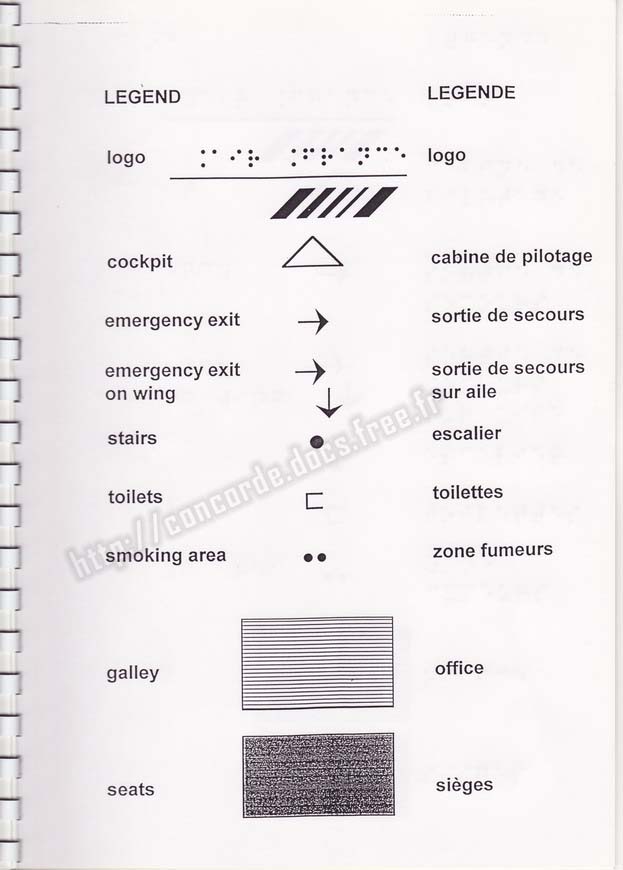 LEGEND
LEGENDE
logo ⠨⠁⠊⠗ ⠨⠋⠗⠁⠝⠉⠑ logo
cockpit
cabine de pilotage
emergency exit
sortie de secours
emergency exit
on wing
sortie de secours
sur aile
stairs
escalier
toilets
toilettes
smoking area
zone fumeurs
galley
office
seats
sièges
http://concorde.docs.free.fr